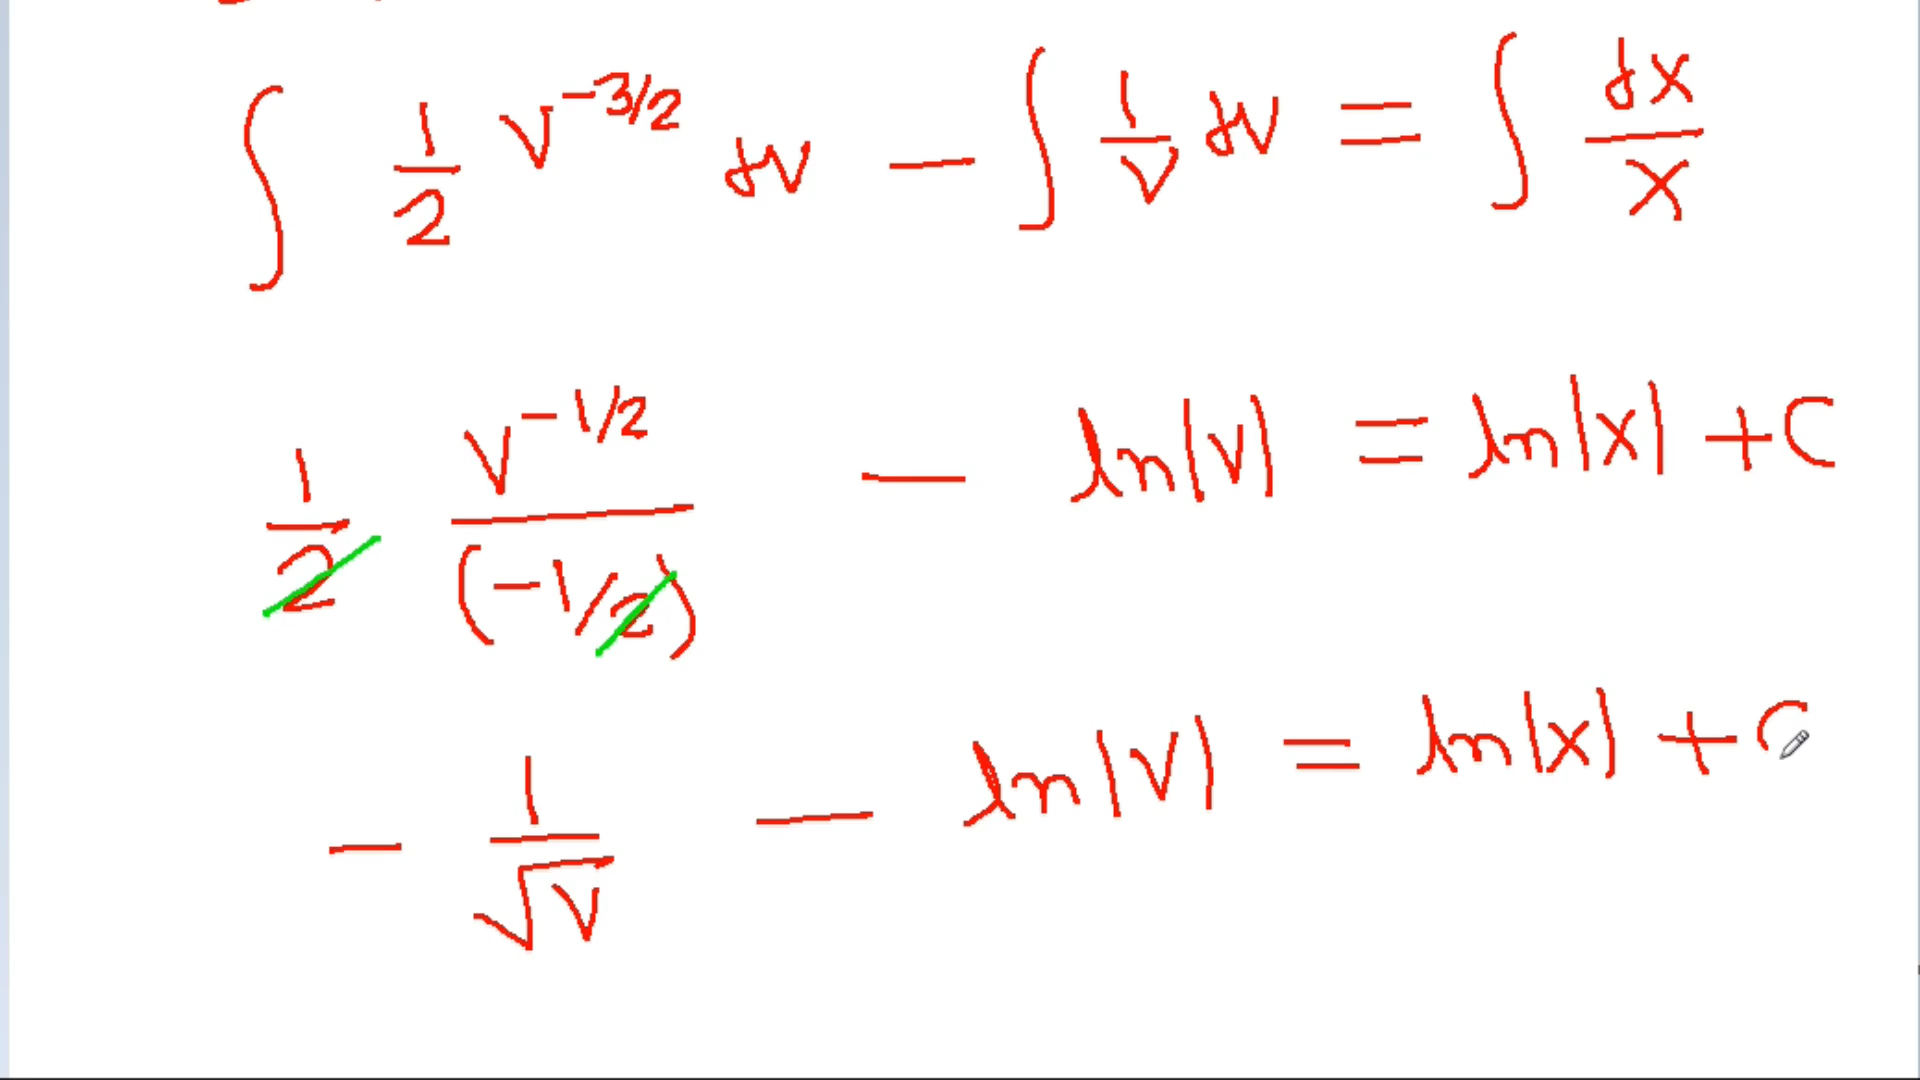 ∫ 1/2 v^(-3/2) dv - ∫ 1/v dv = ∫ dx/x
1/2 v^(-1/2)/(-1/2) - ln|v| = ln|x| + C
- 1/√v - ln|v| = ln|x| + C